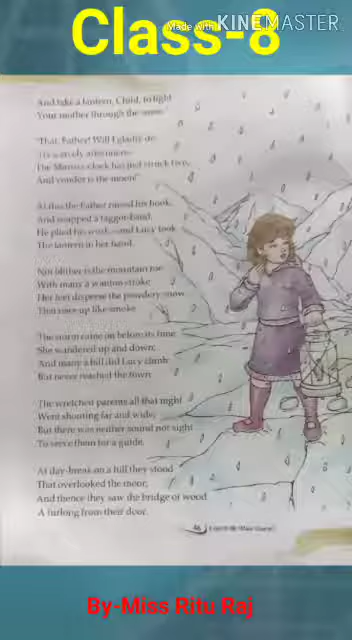 Class-8
Made with KINEMASTER
And take a lantern, Child, to light
Your mother through the snow."
"That, Father! Will I gladly do:
'Tis scarcely afternoon–
The Minster-clock has just struck two,
And yonder is the moon!"
At this the Father raised his hook,
And snapped a faggot-band.
He plied his work,–and Lucy took
The lantern in her hand.
Not blither is the mountain roe:
With many a wanton stroke
Her feet disperse the powdery snow,
That rises up like smoke.
The storm came on before its time:
She wandered up and down;
And many a hill did Lucy climb:
But never reached the town.
The wretched parents all that night
Went shouting far and wide;
But there was neither sound nor sight
To serve them for a guide.
At day-break on a hill they stood
That overlooked the moor;
And thence they saw the bridge of wood
A furlong from their door.
46
By-Miss Ritu Raj